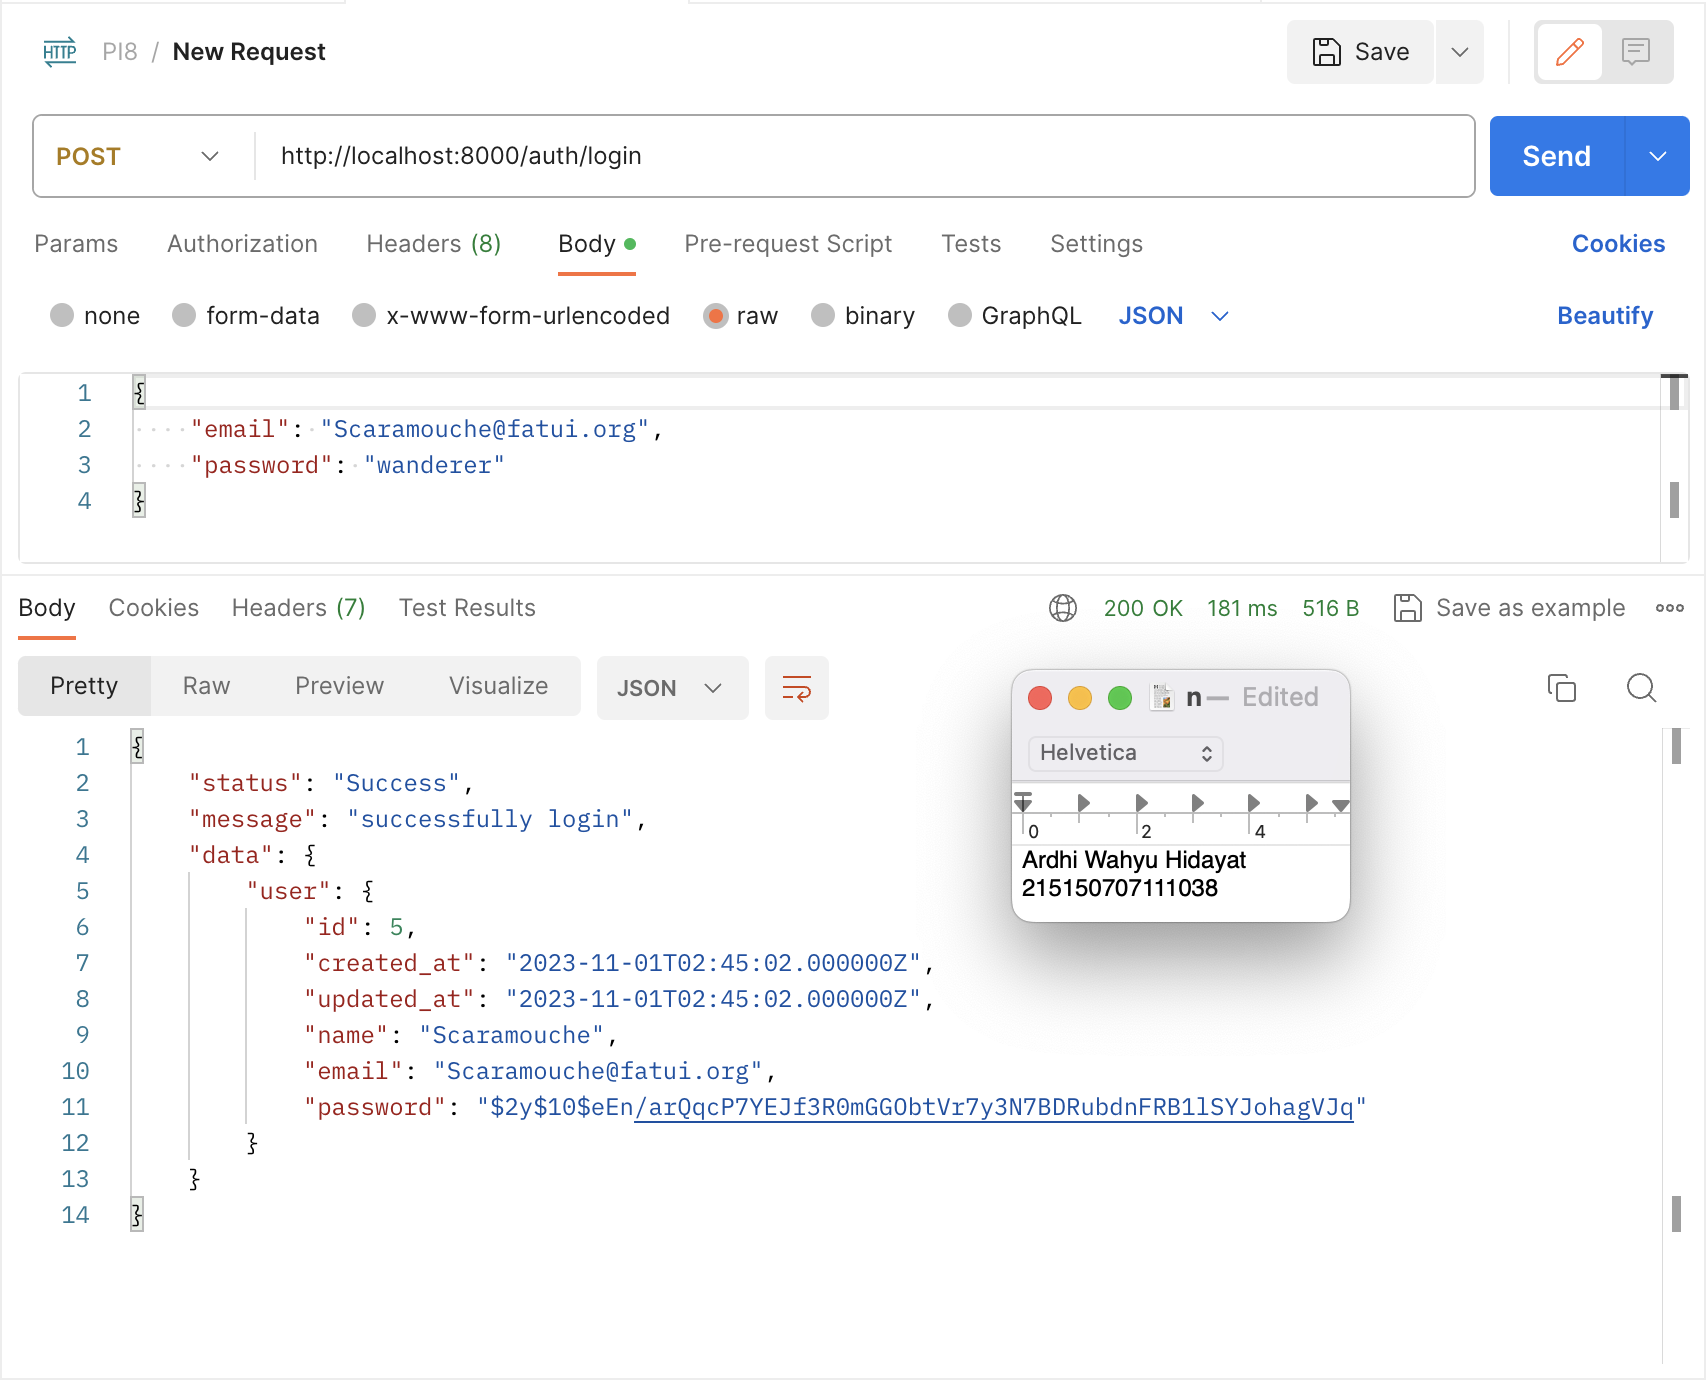 HTTP PI8 / New Request Save
POST http://localhost:8000/auth/login Send
Params Authorization Headers (8) Body Pre-request Script Tests Settings Cookies
none form-data x-www-form-urlencoded raw binary GraphQL JSON Beautify
1 {
2 "email": "Scaramouche@fatui.org",
3 "password": "wanderer"
4 }
Body Cookies Headers (7) Test Results 200 OK 181 ms 516 B Save as example
Pretty Raw Preview Visualize JSON
n — Edited
Helvetica
0 2 4
Ardhi Wahyu Hidayat
215150707111038
1 {
2 "status": "Success",
3 "message": "successfully login",
4 "data": {
5 "user": {
6 "id": 5,
7 "created_at": "2023-11-01T02:45:02.000000Z",
8 "updated_at": "2023-11-01T02:45:02.000000Z",
9 "name": "Scaramouche",
10 "email": "Scaramouche@fatui.org",
11 "password": "$2y$10$eEn/arQqcP7YEJf3R0mGGObtVr7y3N7BDRubdnFRB1lSYJohagVJq"
12 }
13 }
14 }